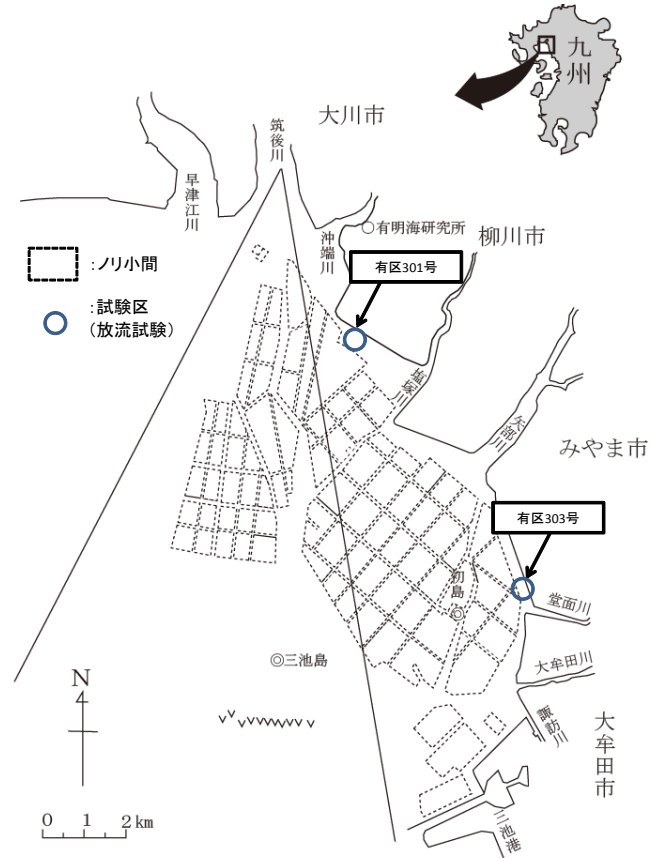 九州
大川市
筑後川
早津江川
沖端川
○有明海研究所
柳川市
有区301号
:ノリ小間
:試験区
(放流試験)
塩塚川
矢部川
みやま市
有区303号
初島
堂面川
◎三池島
大牟田川
諏訪川
大牟田市
N
0 1 2km
三池港